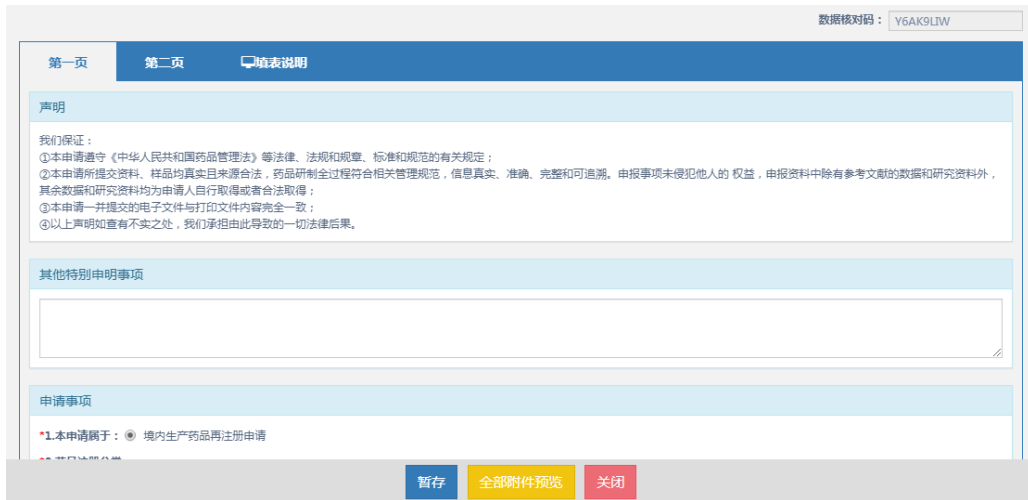 数据核对码： Y6AK9LIW
第一页 第二页 填表说明
声明
我们保证：
①本申请遵守《中华人民共和国药品管理法》等法律、法规和规章、标准和规范的有关规定；
②本申请所提交资料、样品均真实且来源合法，药品研制全过程符合相关管理规范，信息真实、准确、完整和可追溯。申报事项未侵犯他人的 权益，申报资料中除有参考文献的数据和研究资料外，
其余数据和研究资料均为申请人自行取得或者合法取得；
③本申请一并提交的电子文件与打印文件内容完全一致；
④以上声明如查有不实之处，我们承担由此导致的一切法律后果。
其他特别申明事项
申请事项
*1.本申请属于： 境内生产药品再注册申请
暂存 全部附件预览 关闭